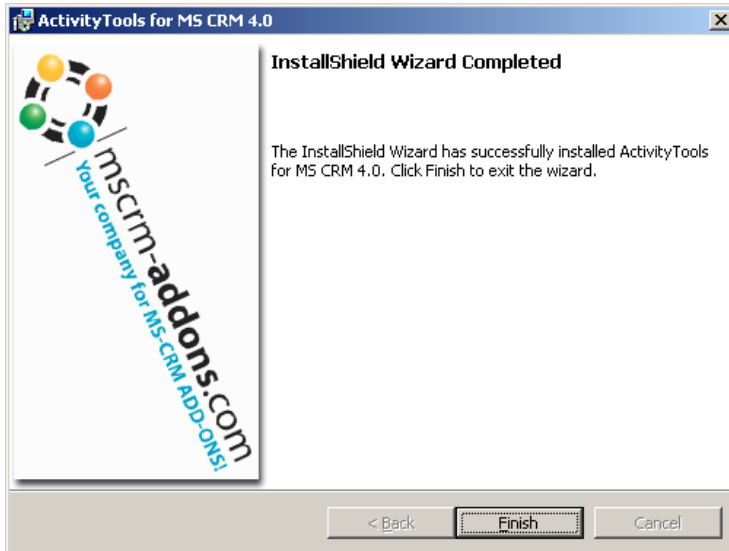 ActivityTools for MS CRM 4.0
InstallShield Wizard Completed
The InstallShield Wizard has successfully installed ActivityTools
for MS CRM 4.0. Click Finish to exit the wizard.
mscrm-addons.com
Your company for MS-CRM ADD-ONS!
< Back
Finish
Cancel